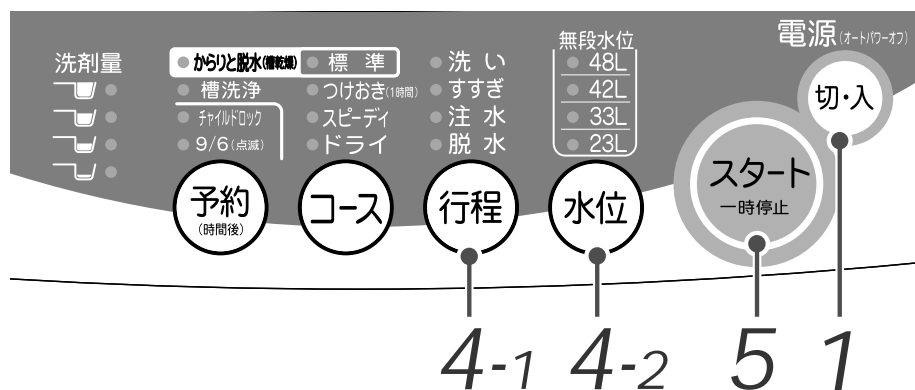 電源(オートパワーオフ)
切・入
洗剤量
からりと脱水(槽乾燥)
槽洗浄
チャイルドロック
9/6(点滅)
標準
つけおき(1時間)
スピーディ
ドライ
洗い
すすぎ
注水
脱水
無段水位
48L
42L
33L
23L
予約
(時間後)
コース
行程
水位
スタート
一時停止
4-1
4-2
5
1